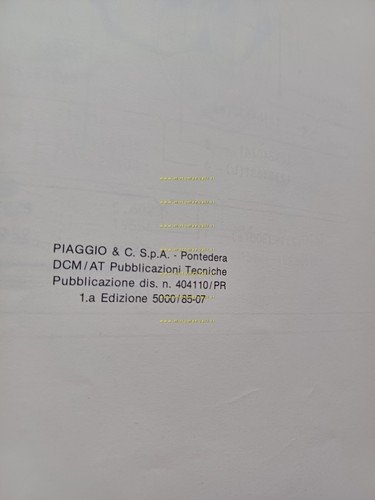 PIAGGIO & C. S.p.A. - Pontedera
DCM/AT Pubblicazioni Tecniche
Pubblicazione dis. n. 404110/PR
1.a Edizione 5000/85-07